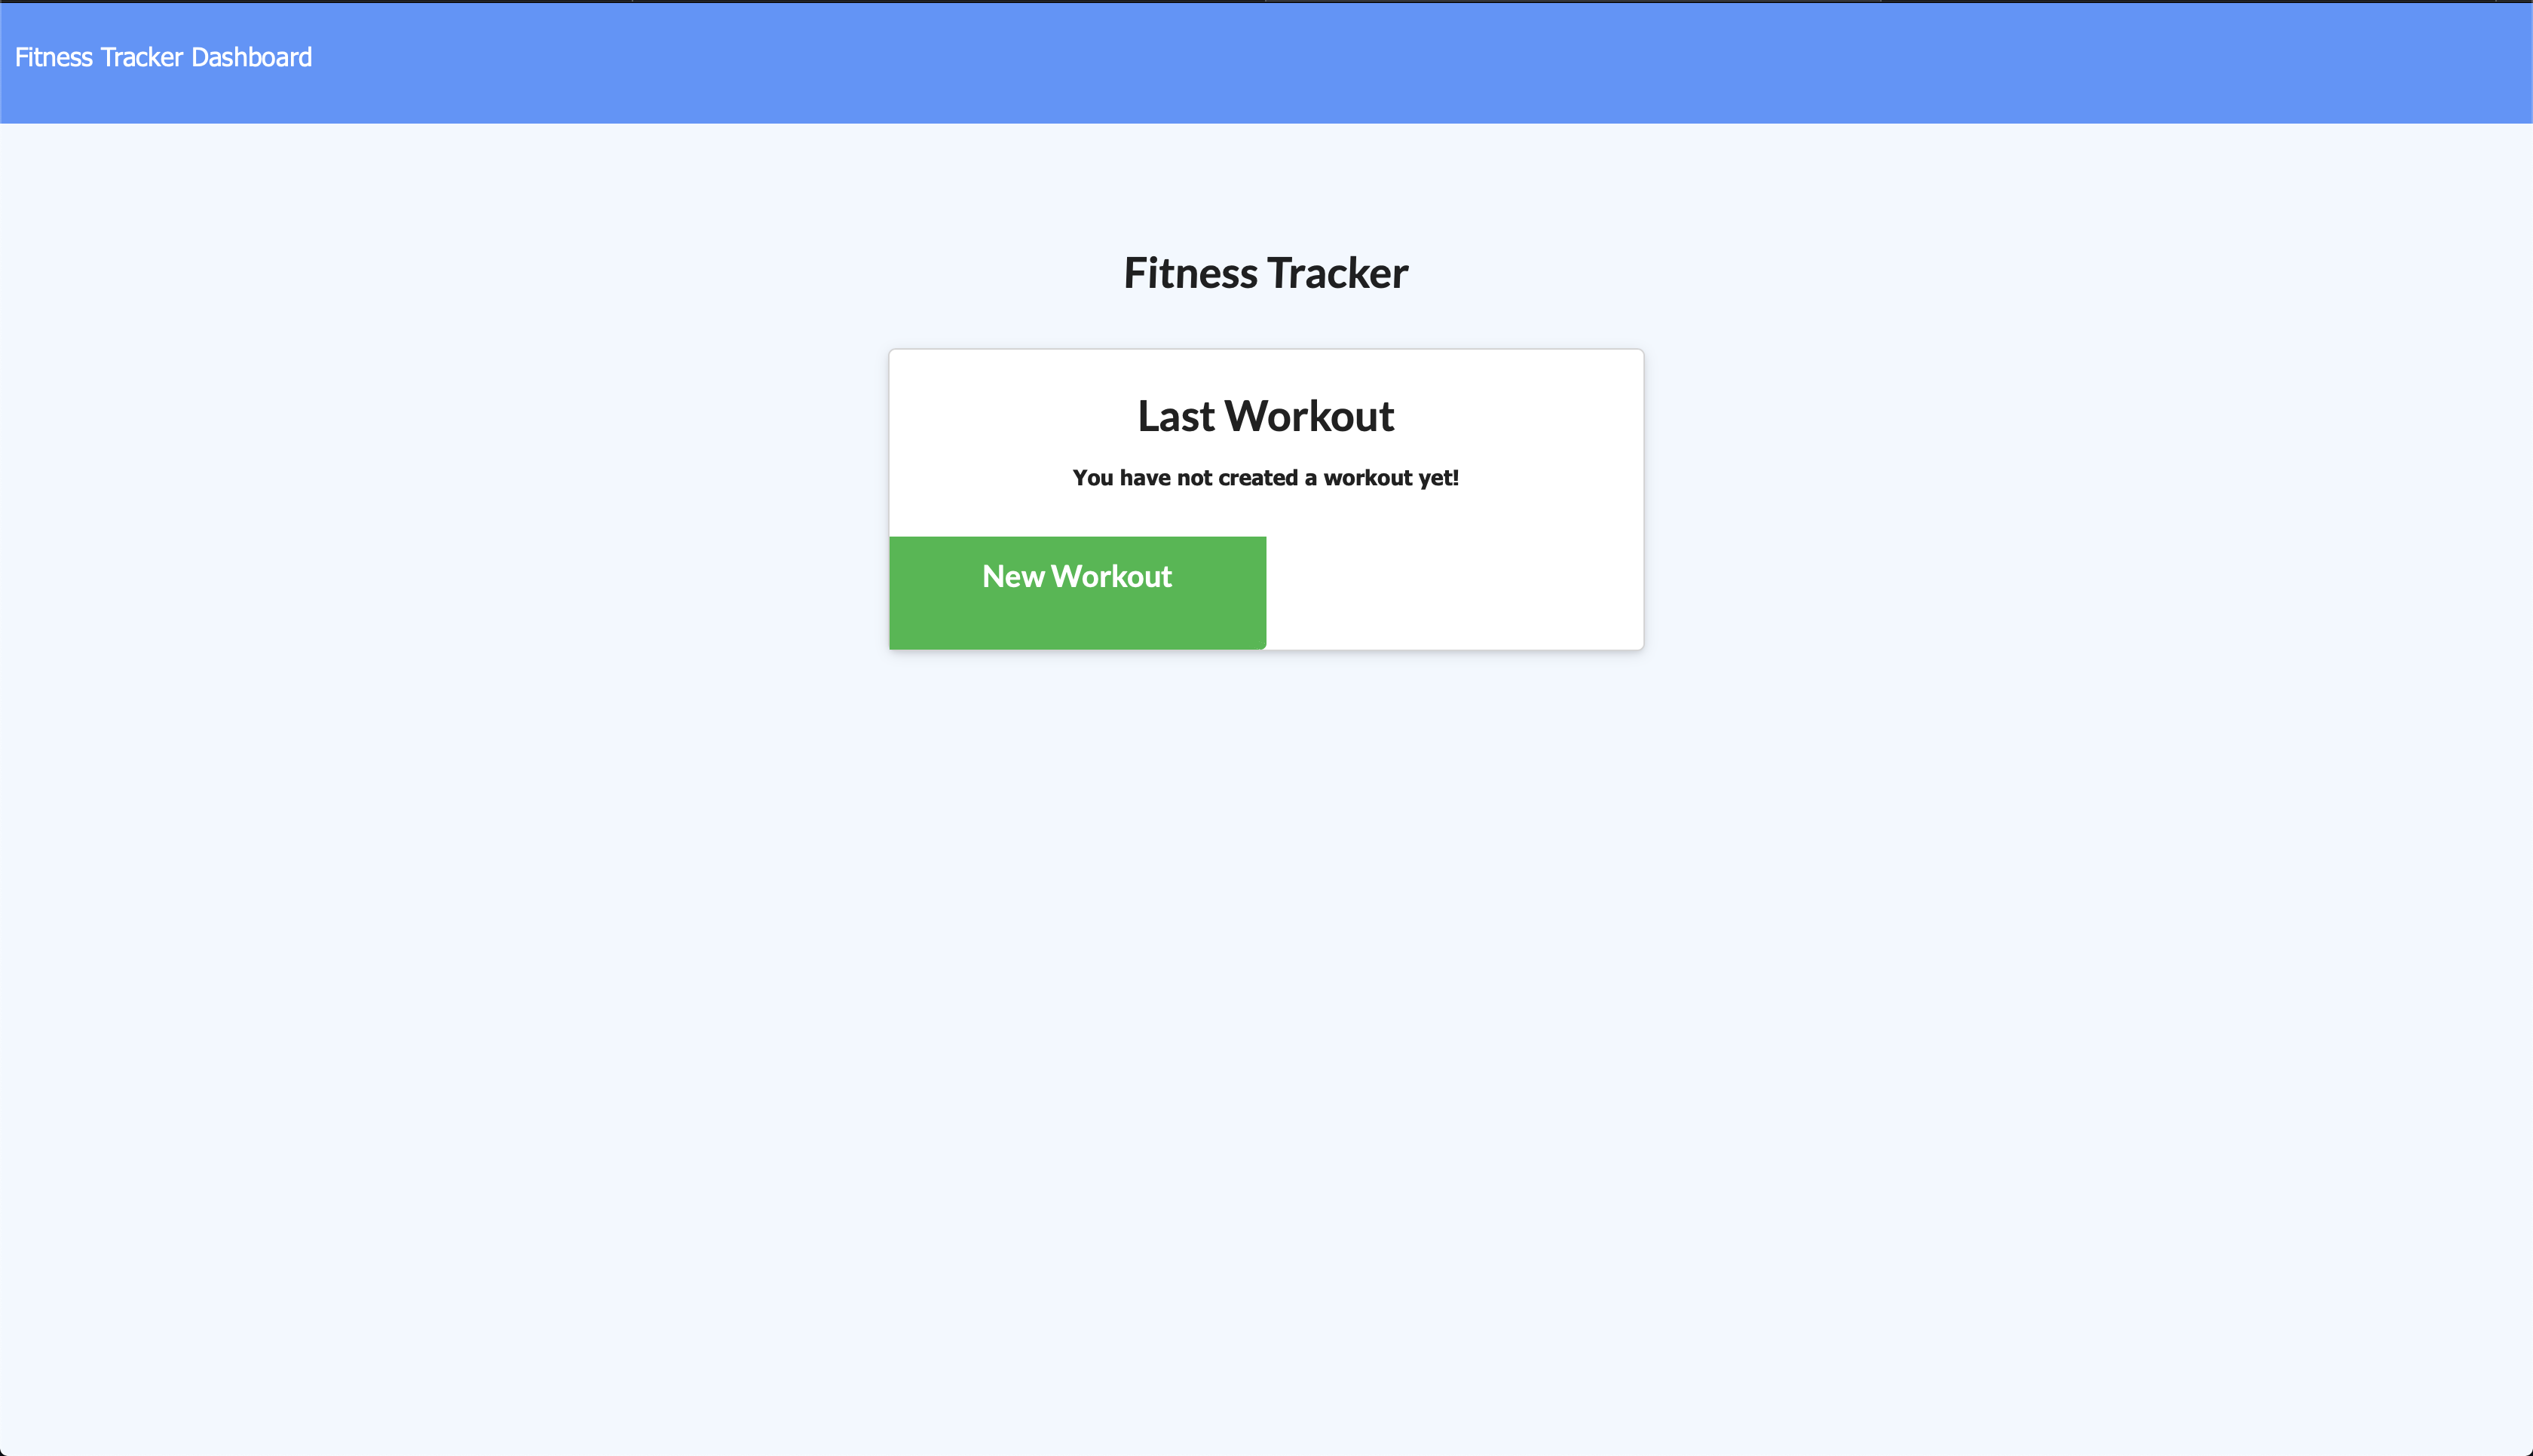 Fitness Tracker Dashboard
Fitness Tracker
Last Workout
You have not created a workout yet!
New Workout